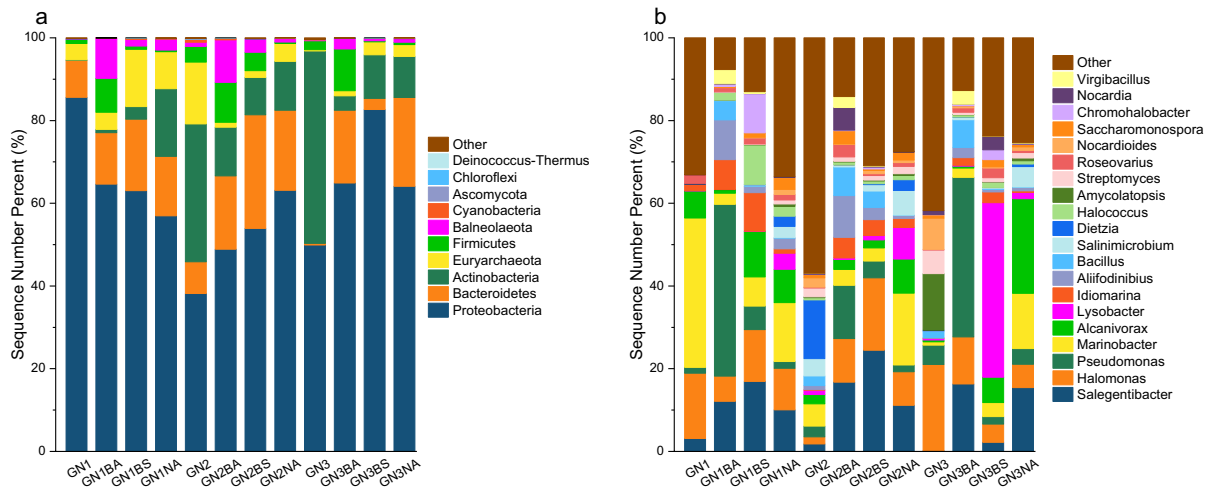 a
Sequence Number Percent (%)
100
80
60
40
20
0
GN1
GN1BA
GN1BS
GN1NA
GN2
GN2BA
GN2BS
GN2NA
GN3
GN3BA
GN3BS
GN3NA
Other
Deinococcus-Thermus
Chloroflexi
Ascomycota
Cyanobacteria
Balneolaeota
Firmicutes
Euryarchaeota
Actinobacteria
Bacteroidetes
Proteobacteria
b
Sequence Number Percent (%)
100
80
60
40
20
0
GN1
GN1BA
GN1BS
GN1NA
GN2
GN2BA
GN2BS
GN2NA
GN3
GN3BA
GN3BS
GN3NA
Other
Virgibacillus
Nocardia
Chromohalobacter
Saccharomonospora
Nocardioides
Roseovarius
Streptomyces
Amycolatopsis
Halococcus
Dietzia
Salinimicrobium
Bacillus
Aliifodinibius
Idiomarina
Lysobacter
Alcanivorax
Marinobacter
Pseudomonas
Halomonas
Salegentibacter